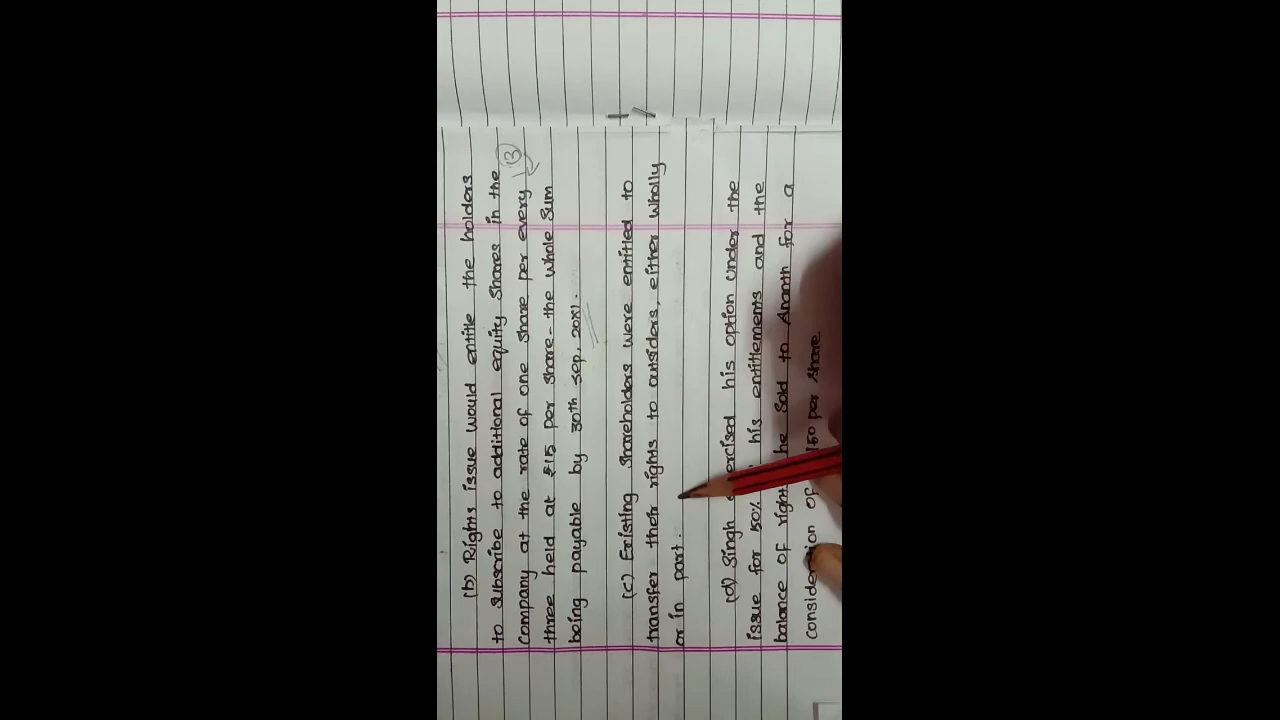 (b) Rights issue would entitle the holders
to subscribe to additional equity shares in the
Company at the rate of one share per every 1:3
three held at ₹15 per share - the whole sum
being payable by 30th sep, 20X1.
(c) Existing shareholders were entitled to
transfer their rights to outsiders, either wholly
or in part.
(d) Singh exercised his option under the
issue for 50% his entitlements and the
balance of right he sold to Ananth for a
consideration of 1.50 per share